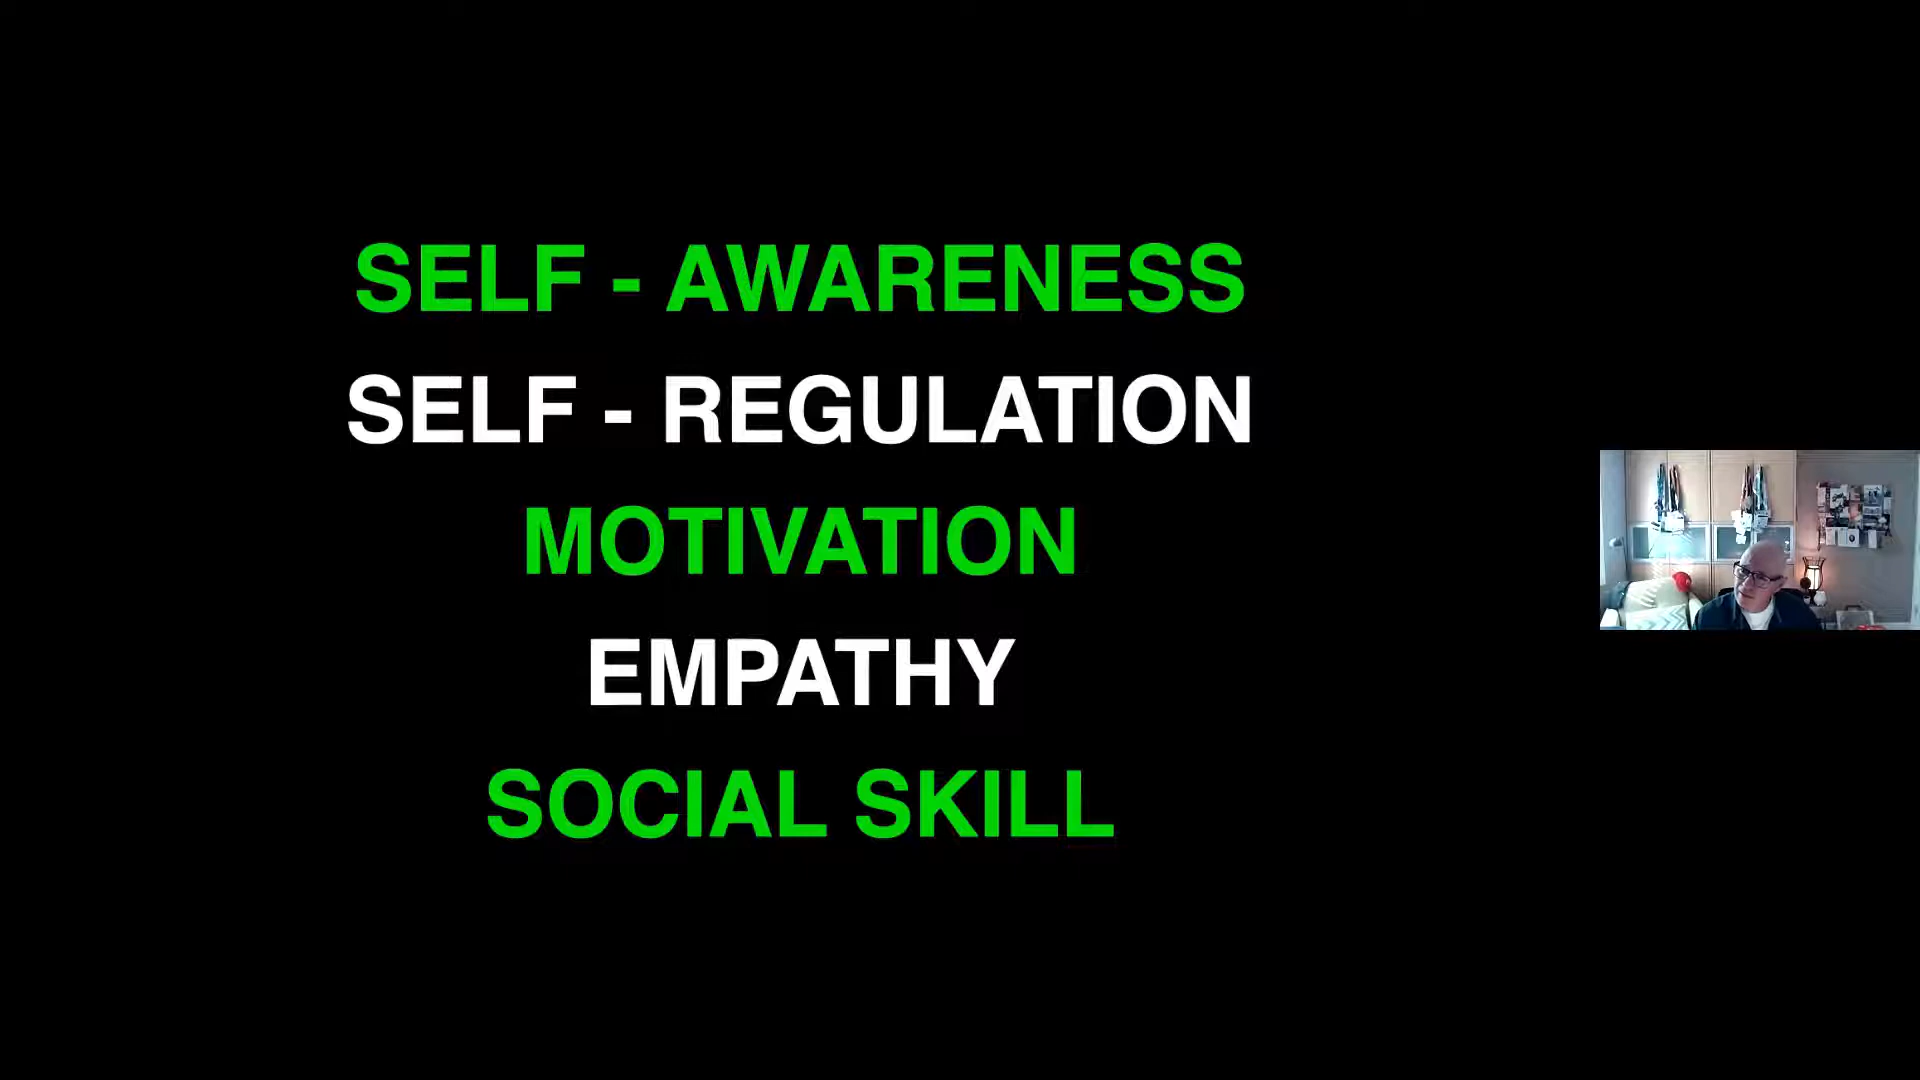 SELF - AWARENESS
SELF - REGULATION
MOTIVATION
EMPATHY
SOCIAL SKILL